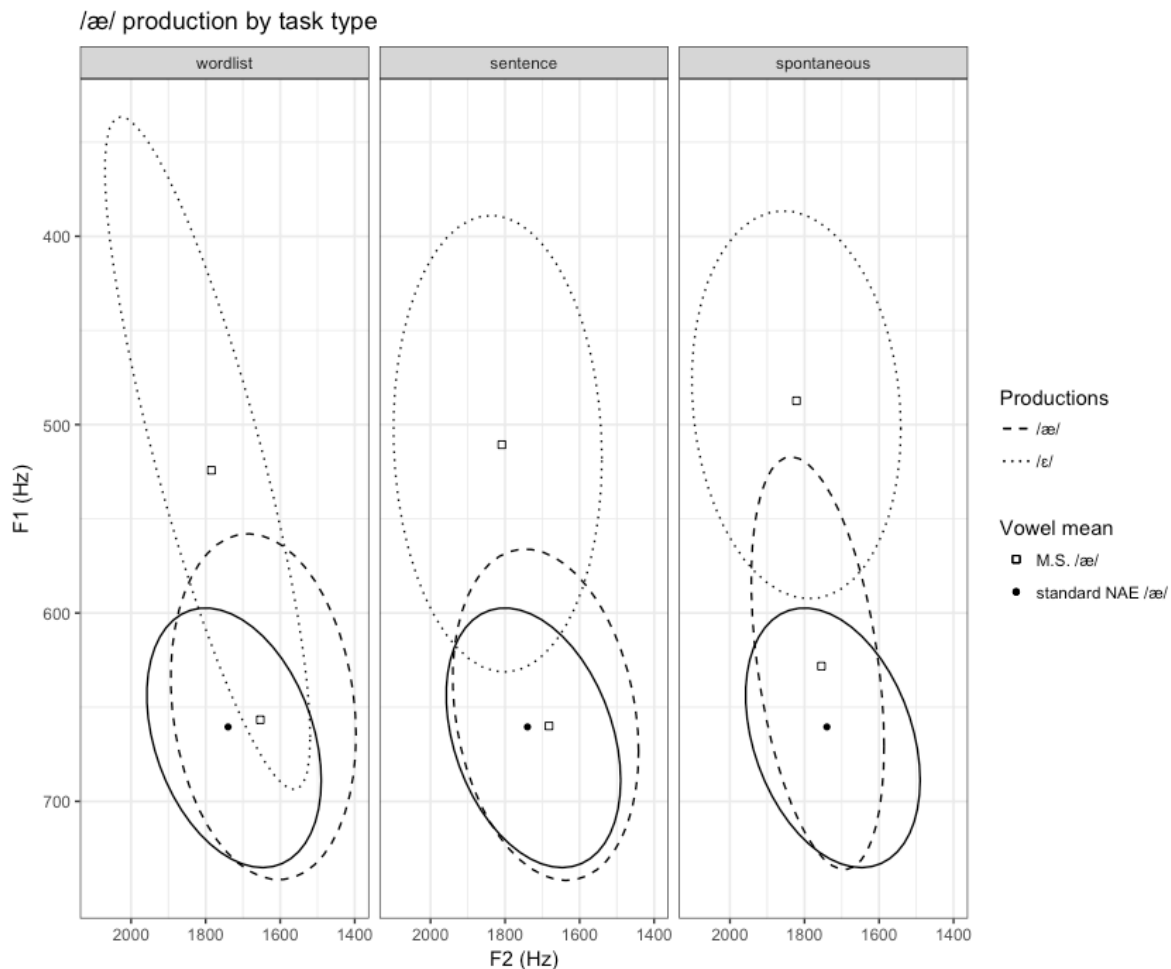 /æ/ production by task type
wordlist
sentence
spontaneous
F1 (Hz)
400
500
600
700
2000 1800 1600 1400
2000 1800 1600 1400
2000 1800 1600 1400
F2 (Hz)
Productions
/æ/
/ɛ/
Vowel mean
M.S. /æ/
standard NAE /æ/